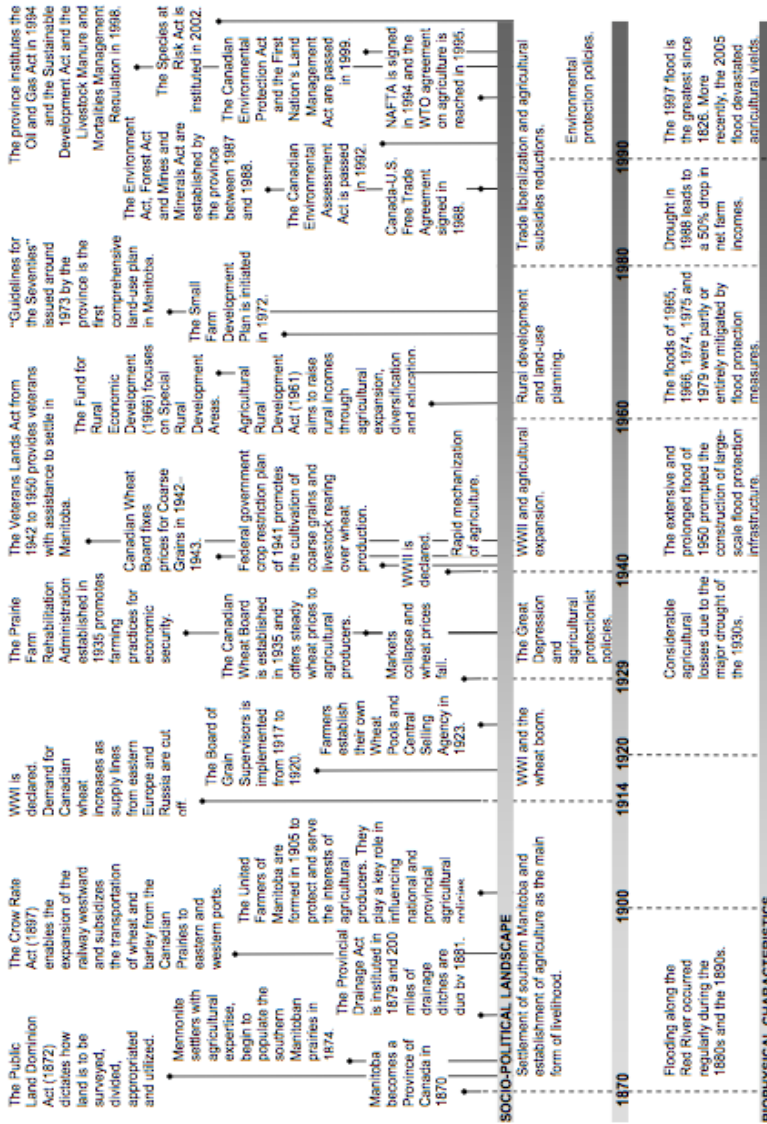 The Public
Land Dominion
Act (1872)
dictates how
land is to be
surveyed,
divided,
appropriated
and utilized.
Mennonite
settlers with
agricultural
expertise,
begin to
populate the
southern
Manitoban
prairies in
1874.
Manitoba
becomes a
Province of
Canada in
1870
The Crow Rate
Act (1897)
enables the
expansion of the
railway westward
and subsidizes
the transportation
of wheat and
barley from the
Canadian
Prairies to
eastern and
western ports.
The Provincial
Drainage Act
is instituted in
1879 and 200
miles of
drainage
ditches are
dug by 1881.
The United
Farmers of
Manitoba are
formed in 1905 to
protect and serve
the interests of
agricultural
producers. They
play a key role in
influencing
national and
provincial
agricultural
policies.
WWI is
declared.
Demand for
Canadian
wheat
increases as
supply lines
from eastern
Europe and
Russia are cut
off.
The Board of
Grain
Supervisors is
implemented
from 1917 to
1920.
Farmers
establish
their own
Wheat
Pools and
Central
Selling
Agency in
1923.
The Prairie
Farm
Rehabilitation
Administration
established in
1935 promotes
farming
practices for
economic
security.
The Canadian
Wheat Board
is established
in 1935 and
offers steady
wheat prices to
agricultural
producers.
Markets
collapse and
wheat prices
fall.
The Veterans Lands Act from
1942 to 1950 provides veterans
with assistance to settle in
Manitoba.
Canadian Wheat
Board fixes
prices for Coarse
Grains in 1942–
1943.
Federal government
crop restriction plan
of 1941 promotes
the cultivation of
coarse grains and
livestock rearing
over wheat
production.
WWII is
declared.
Rapid mechanization
of agriculture.
The Fund for
Rural
Economic
Development
(1966) focuses
on Special
Rural
Development
Areas.
Agricultural
Rural
Development
Act (1961)
aims to raise
rural incomes
through
agricultural
expansion,
diversification
and education.
"Guidelines for
the Seventies"
issued around
1973 by the
province is the
first
comprehensive
land-use plan
in Manitoba.
The Small
Farm
Development
Plan is initiated
in 1972.
The province institutes the
Oil and Gas Act in 1994
and the Sustainable
Development Act and the
Livestock Manure and
Mortalities Management
Regulation in 1998.
The Environment
Act, Forest Act
and Mines and
Minerals Act are
established by
the province
between 1987
and 1988.
The Species at
Risk Act is
instituted in 2002.
The Canadian
Environmental
Assessment
Act is passed
in 1992.
The Canadian
Environmental
Protection Act
and the First
Nation's Land
Management
Act are passed
in 1999.
Canada-U.S.
Free Trade
Agreement
signed in
1988.
NAFTA is signed
in 1994 and the
WTO agreement
on agriculture is
reached in 1995.
SOCIO-POLITICAL LANDSCAPE
Settlement of southern Manitoba and
establishment of agriculture as the main
form of livelihood.
WWI and the
wheat boom.
The Great
Depression
and
agricultural
protectionist
policies.
WWII and agricultural
expansion.
Rural development
and land-use
planning.
Trade liberalization and agricultural
subsidies reductions.
Environmental
protection policies.
1870 1900 1914 1920 1929 1940 1960 1980 1990
Flooding along the
Red River occurred
regularly during the
1880s and the 1890s.
Considerable
agricultural
losses due to the
major drought of
the 1930s.
The extensive and
prolonged flood of
1950 prompted the
construction of large-
scale flood protection
infrastructure.
The floods of 1965,
1966, 1974, 1975 and
1979 were partly or
entirely mitigated by
flood protection
measures.
Drought in
1988 leads to
a 50% drop in
net farm
incomes.
The 1997 flood is
the greatest since
1826. More
recently, the 2005
flood devastated
agricultural yields.
BIOPHYSICAL CHARACTERISTICS